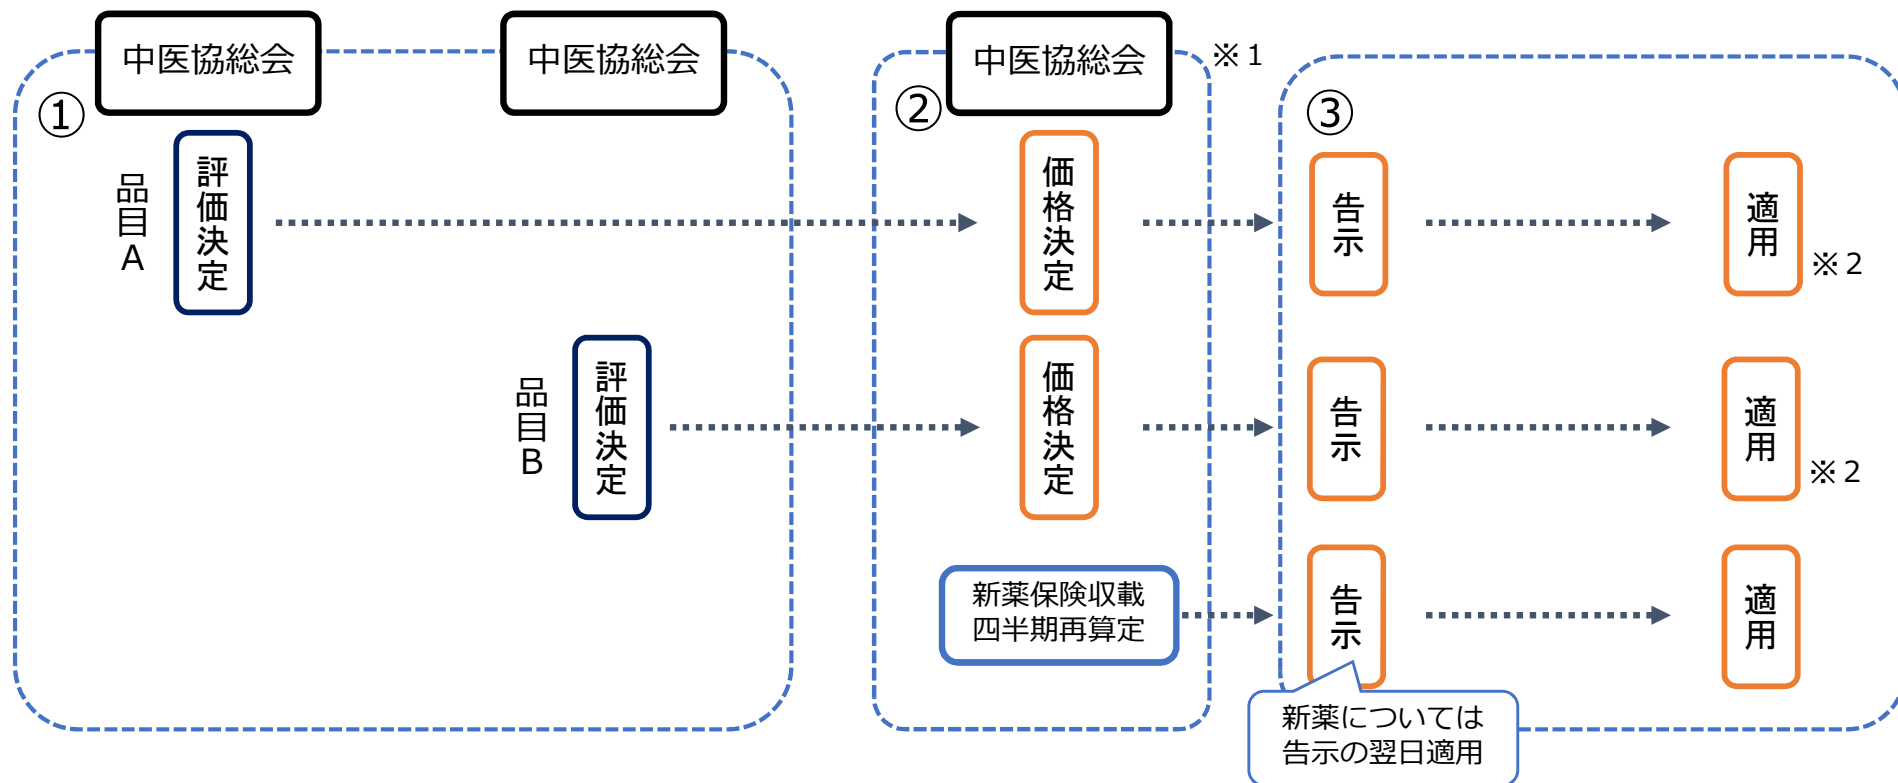 中医協総会
中医協総会
中医協総会
※1
①
②
③
品目A
評価決定
価格決定
告示
適用
※2
品目B
評価決定
価格決定
告示
適用
※2
新薬保険収載
四半期再算定
告示
適用
新薬については
告示の翌日適用